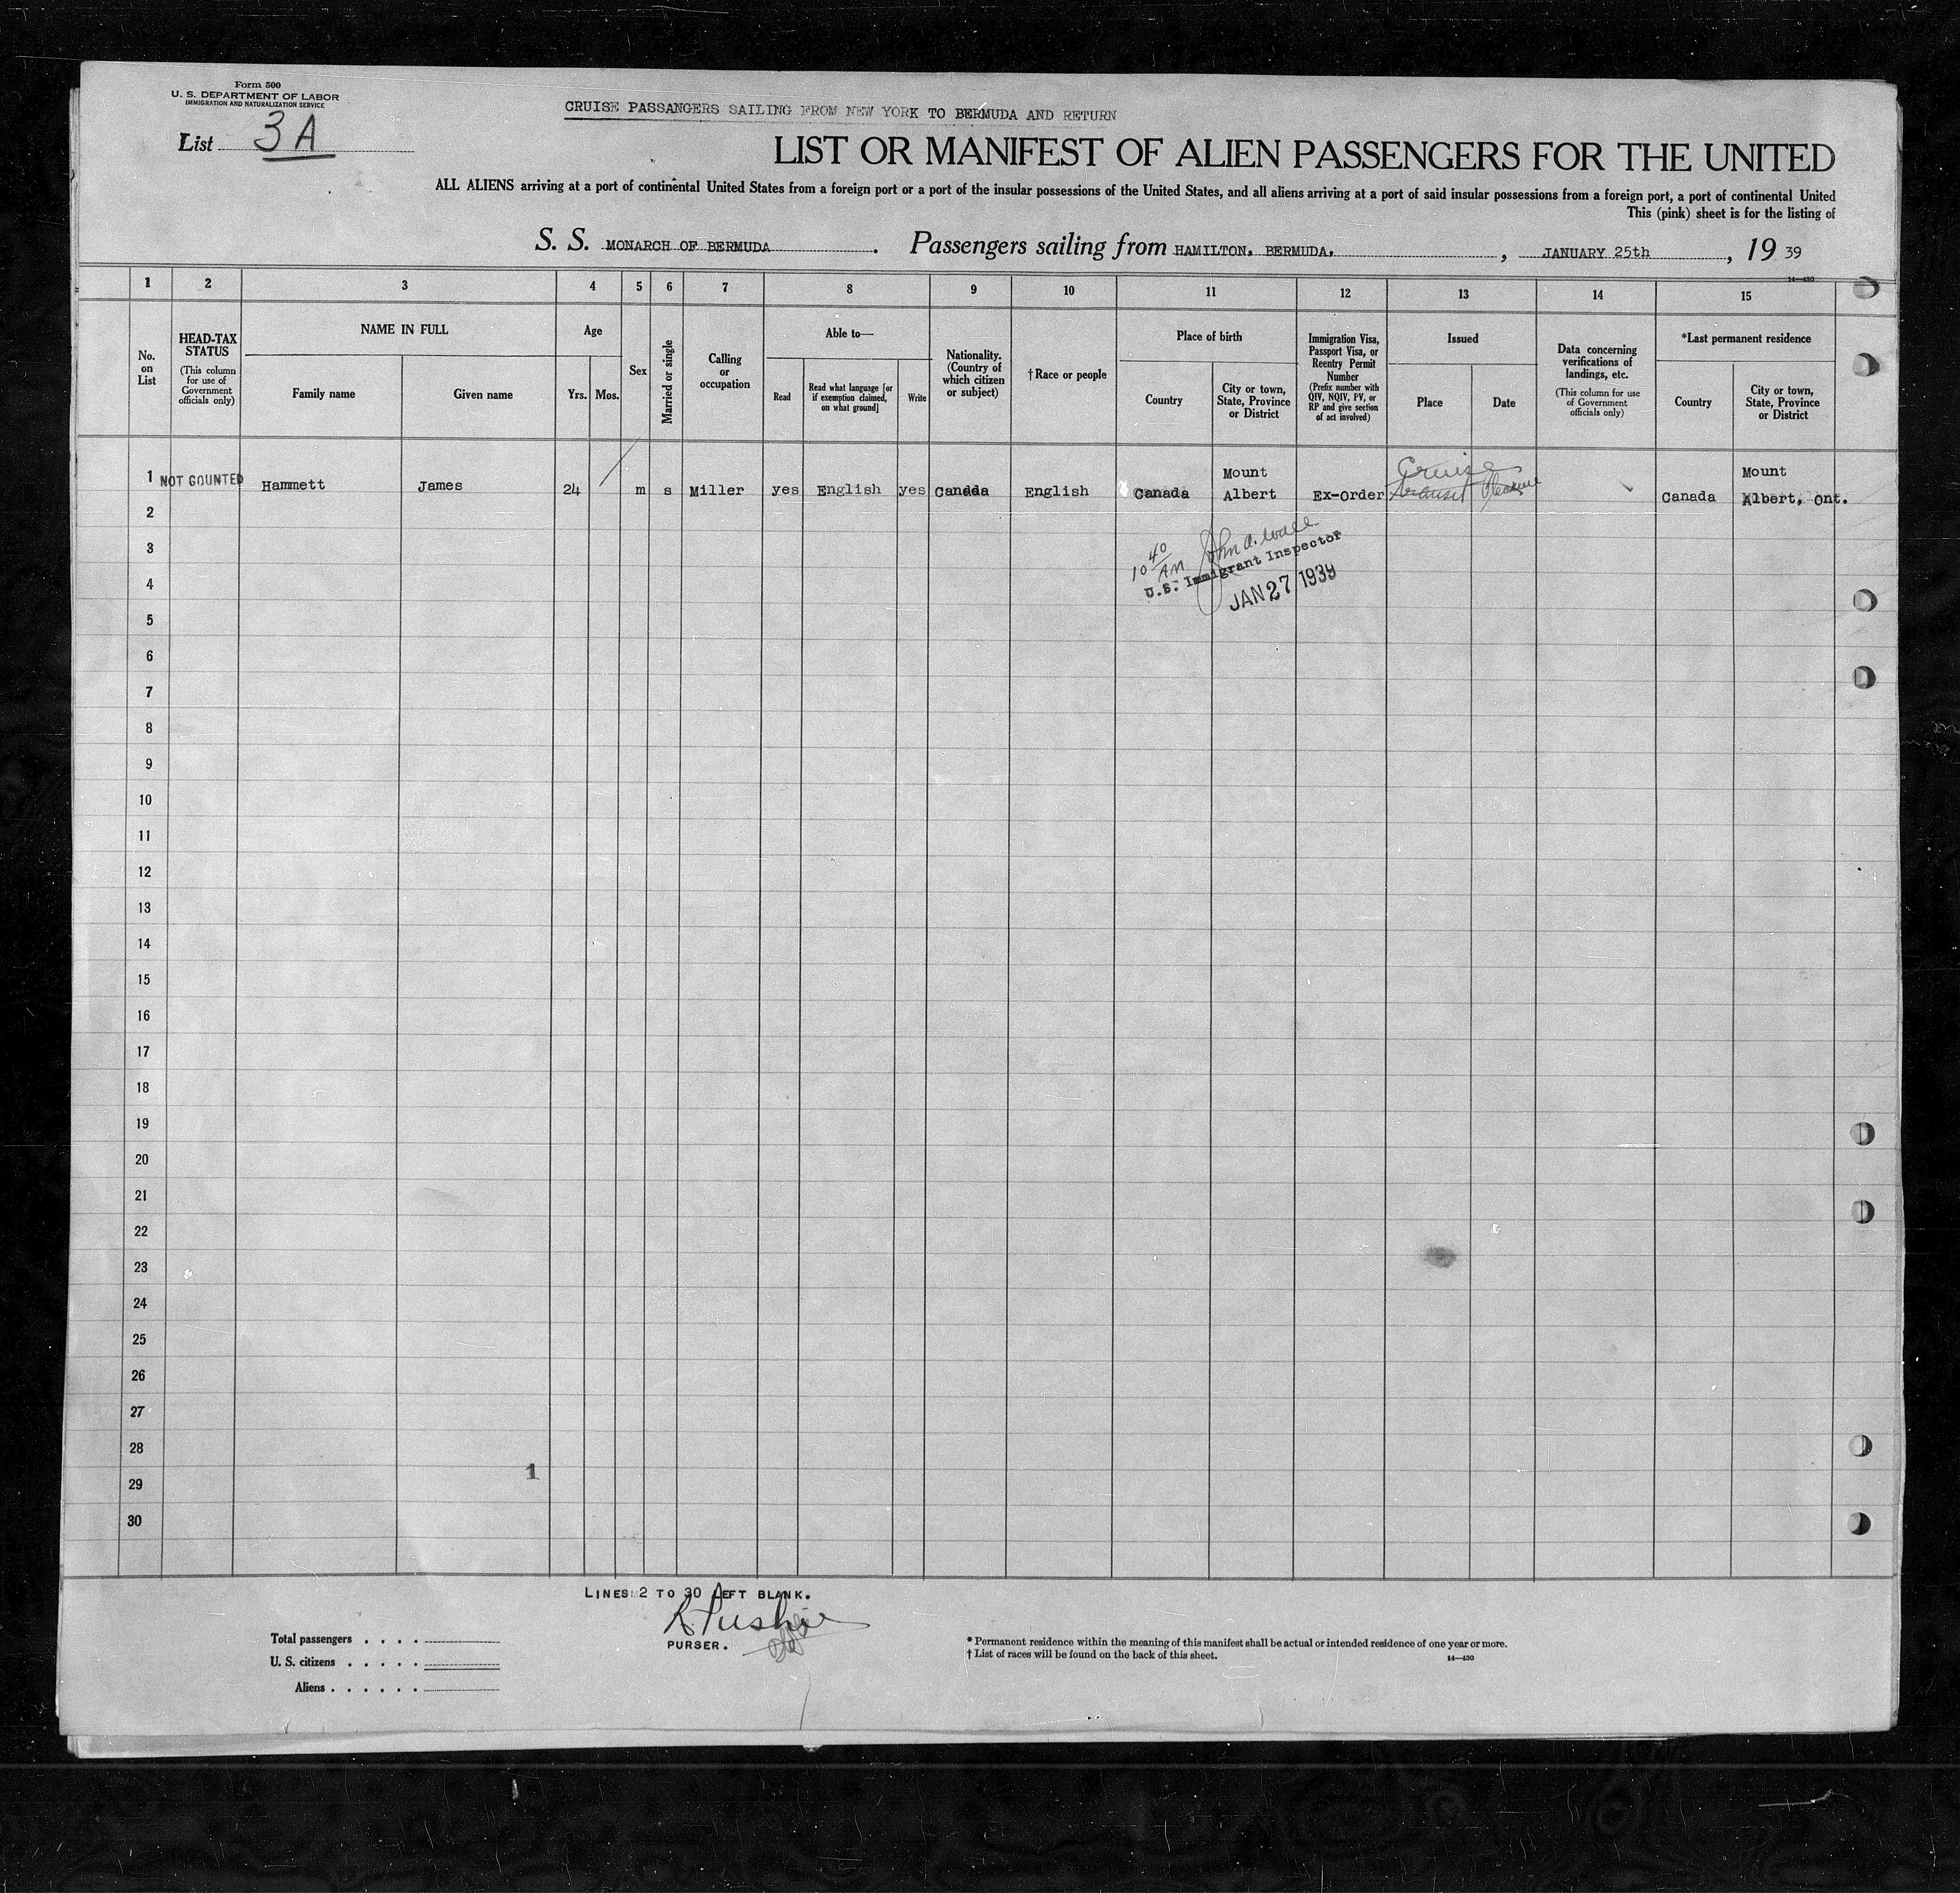 Form 500
U. S. DEPARTMENT OF LABOR
IMMIGRATION AND NATURALIZATION SERVICE
List 3A
CRUISE PASSANGERS SAILING FROM NEW YORK TO BERMUDA AND RETURN
LIST OR MANIFEST OF ALIEN PASSENGERS FOR THE UNITED
ALL ALIENS arriving at a port of continental United States from a foreign port or a port of the insular possessions of the United States, and all aliens arriving at a port of said insular possessions from a foreign port, a port of continental United
This (pink) sheet is for the listing of
S. S. MONARCH OF BERMUDA. Passengers sailing from HAMILTON, BERMUDA, , JANUARY 25th, 19 39
14—430
1 2 3 4 5 6 7 8 9 10 11 12 13 14 15
No. on List
HEAD-TAX STATUS
(This column for use of Government officials only)
NAME IN FULL
Family name
Given name
Age
Yrs.
Mos.
Sex
Married or single
Calling or occupation
Able to—
Read
Read what language [or if exemption claimed, on what ground]
Write
Nationality. (Country of which citizen or subject)
†Race or people
Place of birth
Country
City or town, State, Province or District
Immigration Visa, Passport Visa, or Reentry Permit Number
(Prefix number with QIV, NQIV, PV, or RP and give section of act involved)
Issued
Place
Date
Data concerning verifications of landings, etc.
(This column for use of Government officials only)
*Last permanent residence
Country
City or town, State, Province or District
1 NOT COUNTED Hammett James 24 m s Miller yes English yes Canada English Canada Mount Albert Ex-Order Cruise Transit Pleasure Canada Mount Albert, Ont.
2
3
10 40 AM John A. Wall
U.S. Immigrant Inspector
JAN 27 1939
4
5
6
7
8
9
10
11
12
13
14
15
16
17
18
19
20
21
22
23
24
25
26
27
28
1
29
30
LINES 2 TO 30 LEFT BLANK.
PURSER.
Total passengers . . . .
U. S. citizens . . . . .
Aliens . . . . . .
* Permanent residence within the meaning of this manifest shall be actual or intended residence of one year or more.
† List of races will be found on the back of this sheet.
14—430